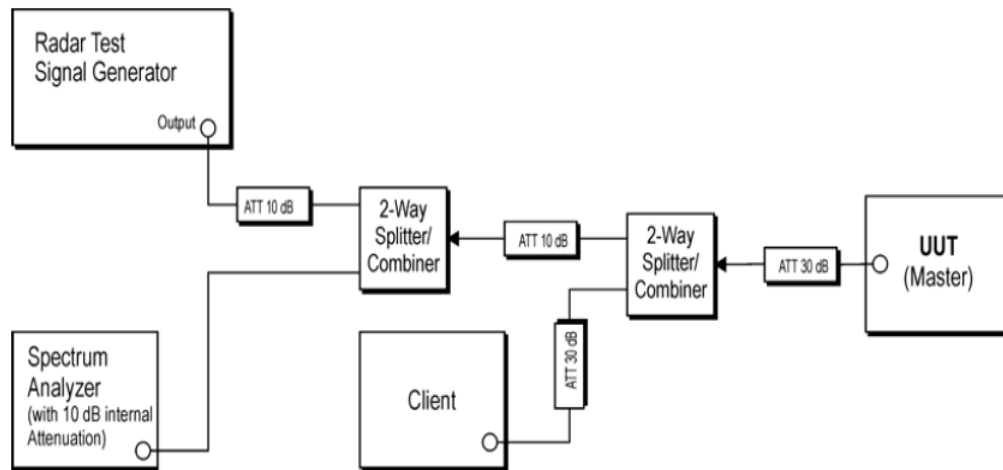 Radar Test
Signal Generator
Output
ATT 10 dB
2-Way
Splitter/
Combiner
ATT 10 dB
2-Way
Splitter/
Combiner
ATT 30 dB
UUT
(Master)
Spectrum
Analyzer
(with 10 dB internal
Attenuation)
Client
ATT 30 dB